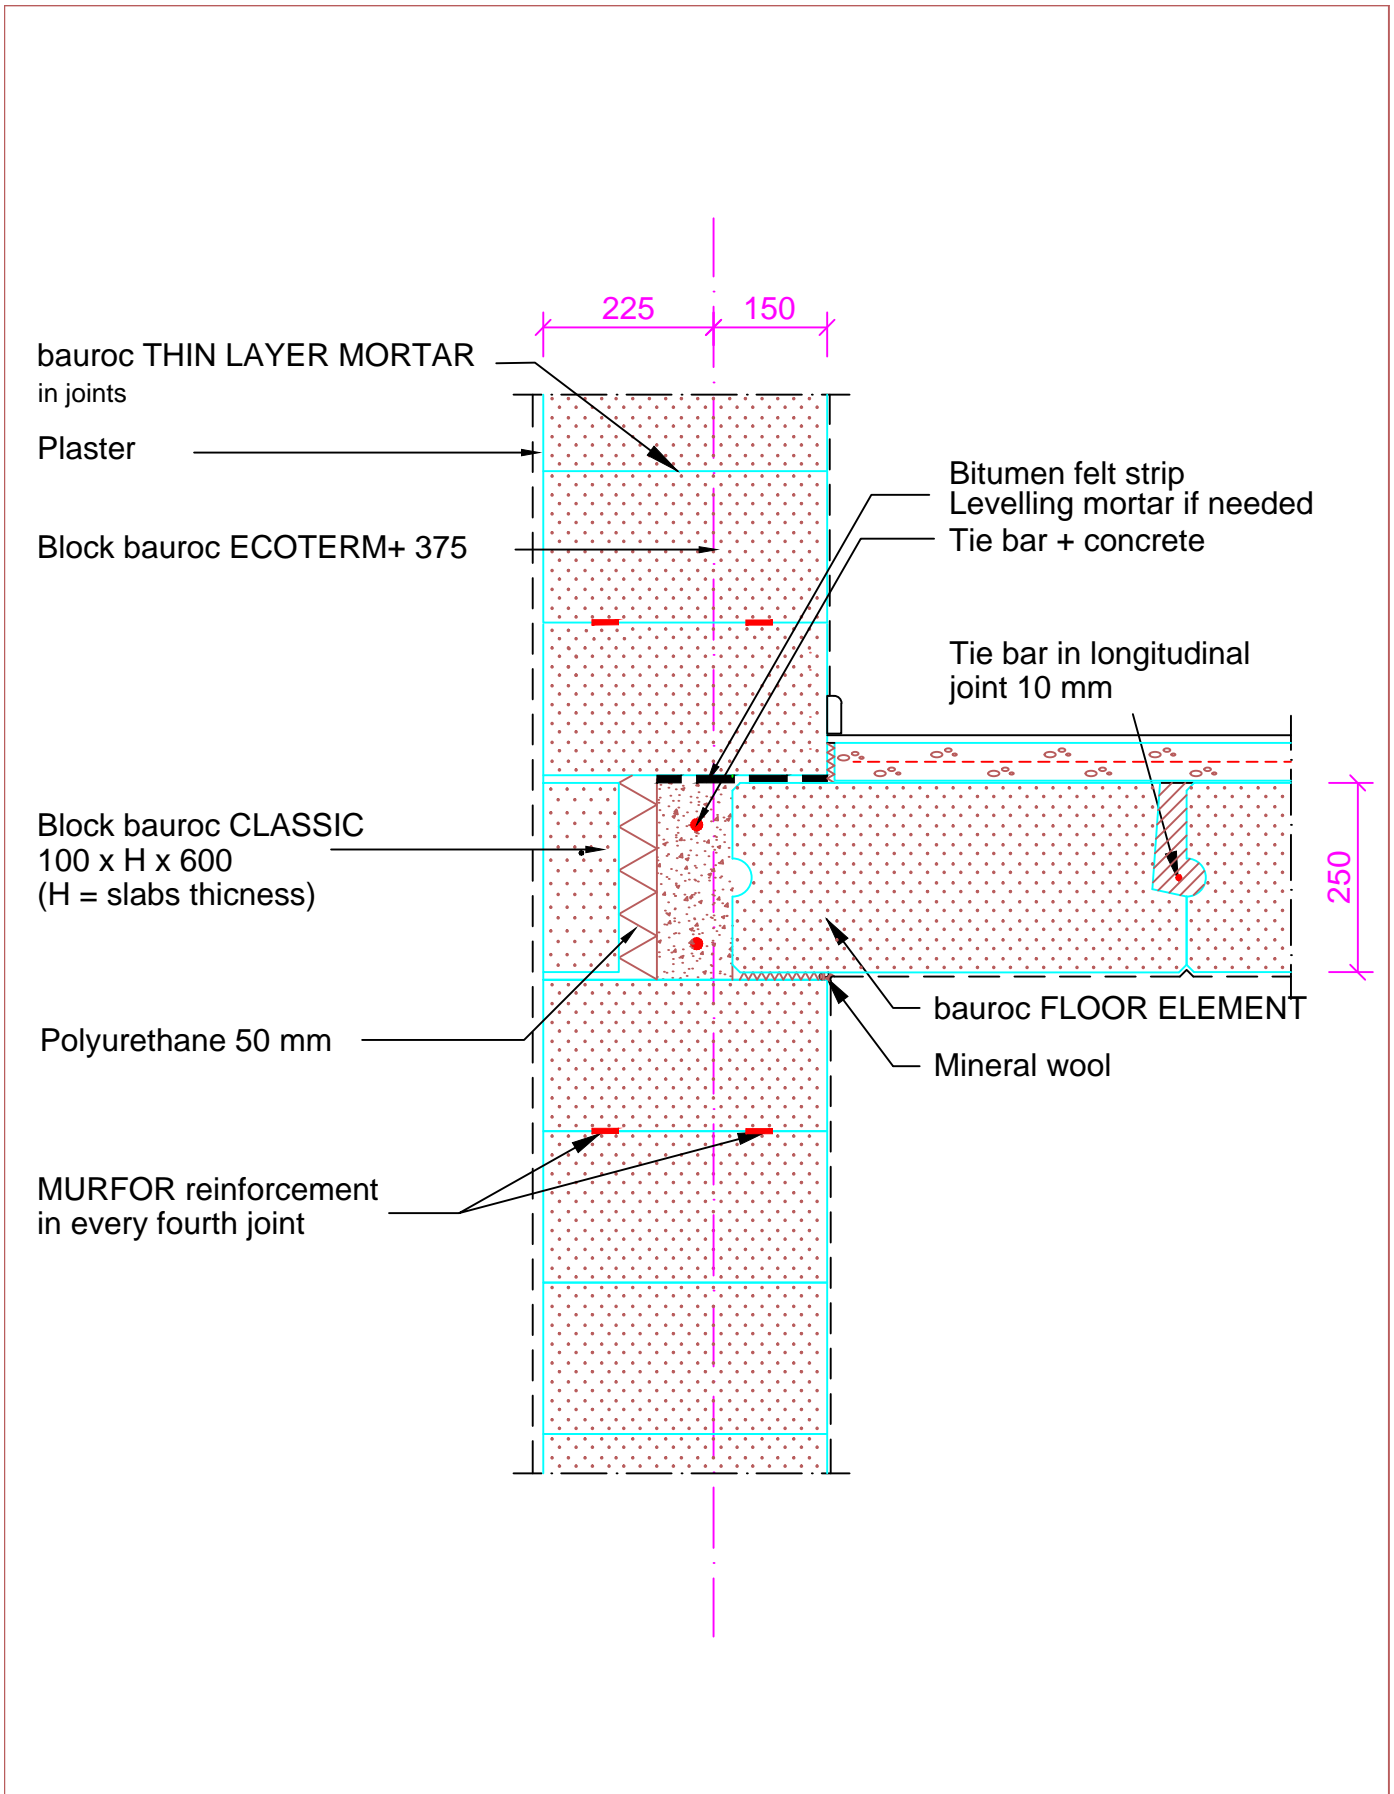 225
150
bauroc THIN LAYER MORTAR
in joints
Plaster
Block bauroc ECOTERM+ 375
Bitumen felt strip
Levelling mortar if needed
Tie bar + concrete
Tie bar in longitudinal
joint 10 mm
Block bauroc CLASSIC
100 x H x 600
(H = slabs thicness)
250
bauroc FLOOR ELEMENT
Polyurethane 50 mm
Mineral wool
MURFOR reinforcement
in every fourth joint